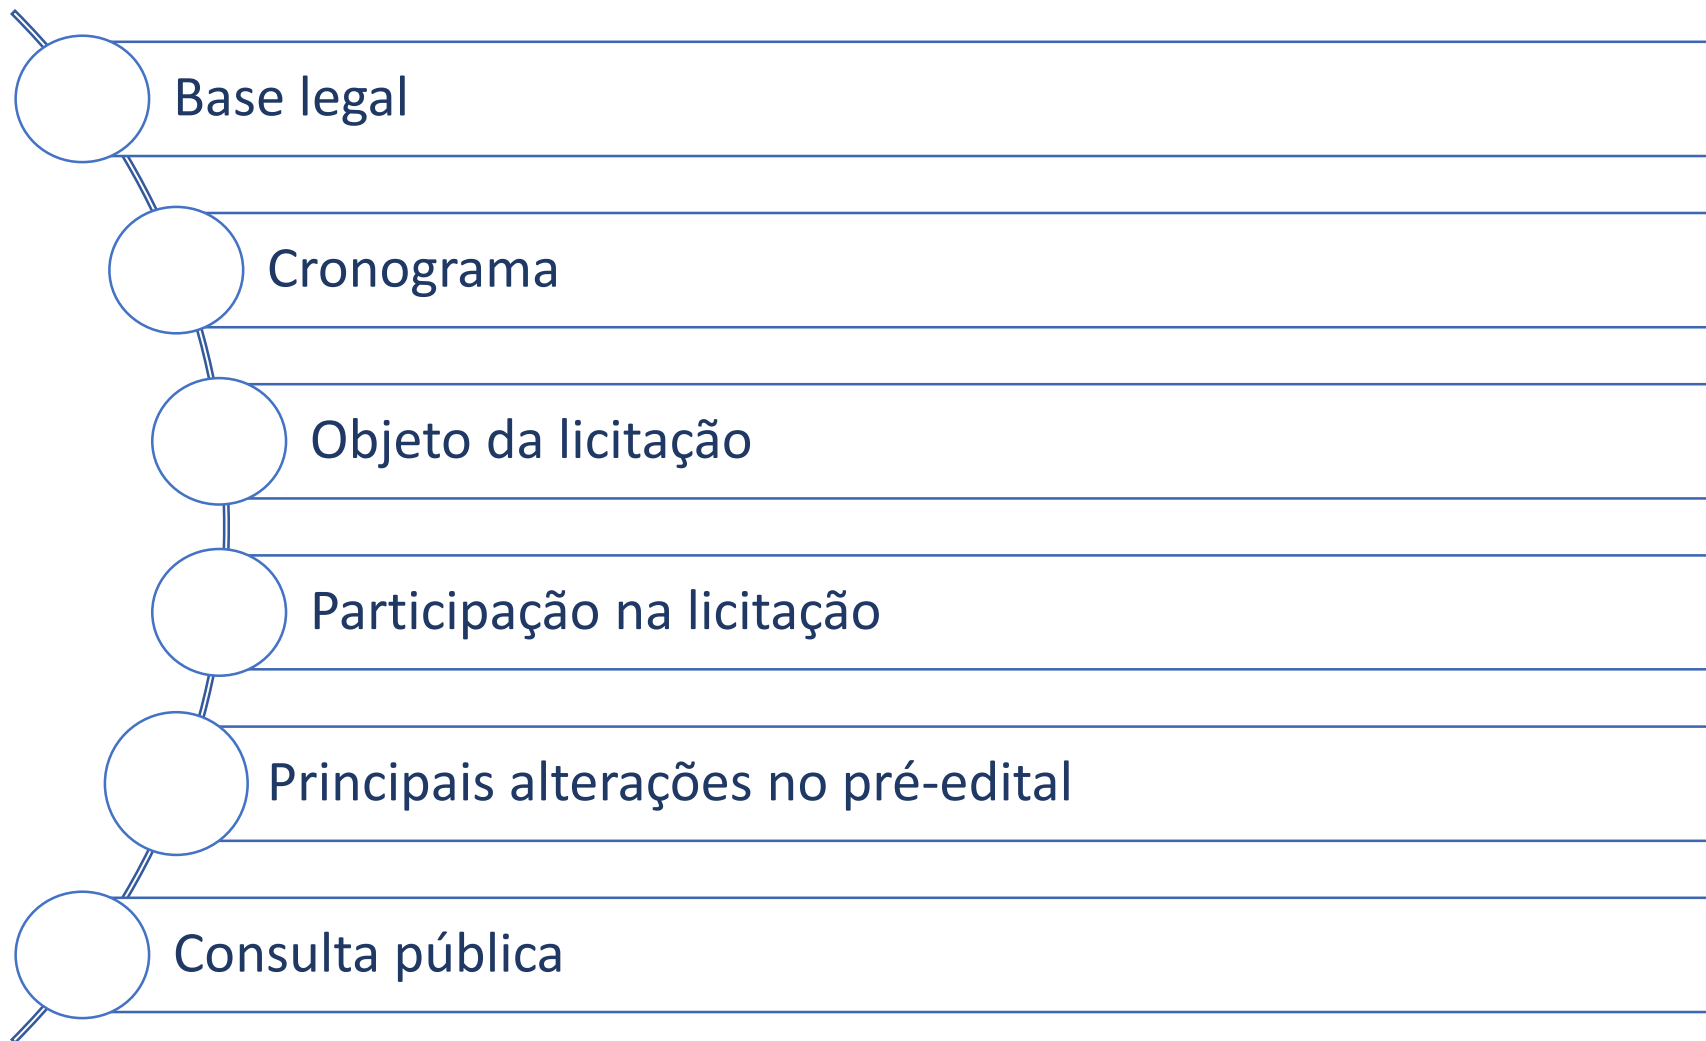 Base legal
Cronograma
Objeto da licitação
Participação na licitação
Principais alterações no pré-edital
Consulta pública